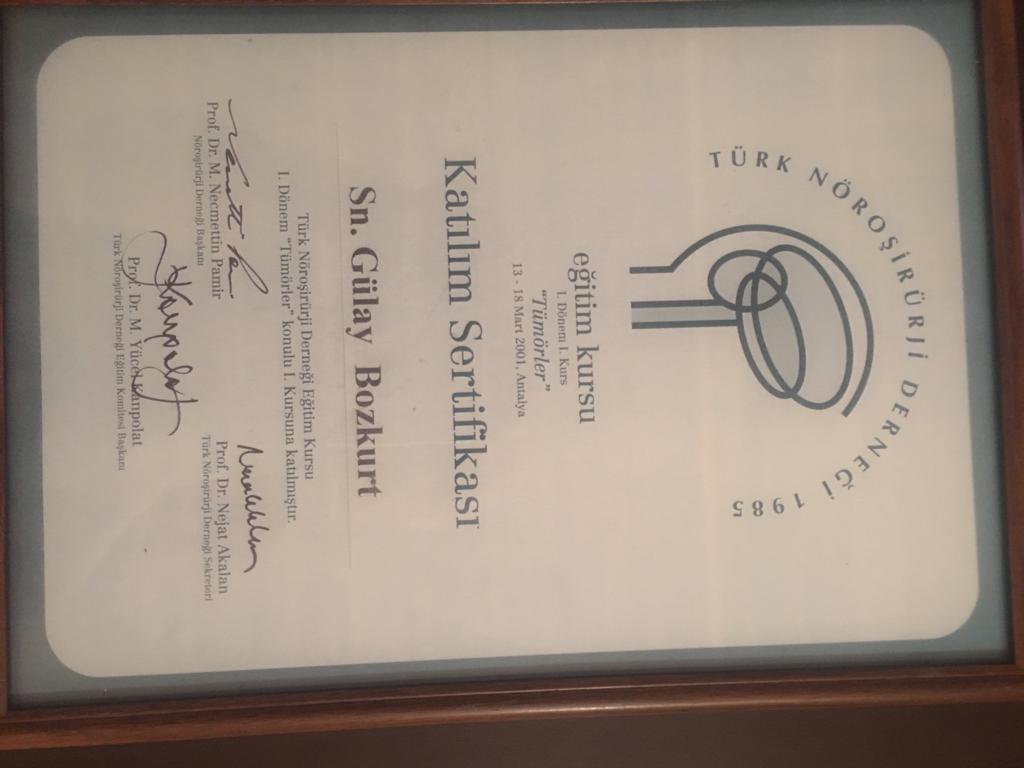 TÜRK NÖROŞİRÜRJİ DERNEĞİ 1985
eğitim kursu
1. Dönem I. Kurs
"Tümörler"
13 - 18 Mart 2001, Antalya
Katılım Sertifikası
Sn. Gülay Bozkurt
Türk Nöroşirürji Derneği Eğitim Kursu
1. Dönem "Tümörler" konulu I. Kursuna katılmıştır.
Prof. Dr. M. Necmettin Pamir
Nöroşirürji Derneği Başkanı
Prof. Dr. Nejat Akalan
Türk Nöroşirürji Derneği Sekreteri
Prof. Dr. M. Yücel Kanpolat
Türk Nöroşirürji Derneği Eğitim Komitesi Başkanı